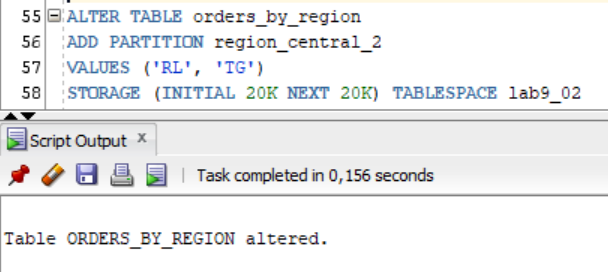 55 ALTER TABLE orders_by_region
56 ADD PARTITION region_central_2
57 VALUES ('RL', 'TG')
58 STORAGE (INITIAL 20K NEXT 20K) TABLESPACE lab9_02
Script Output x
Task completed in 0,156 seconds
Table ORDERS_BY_REGION altered.